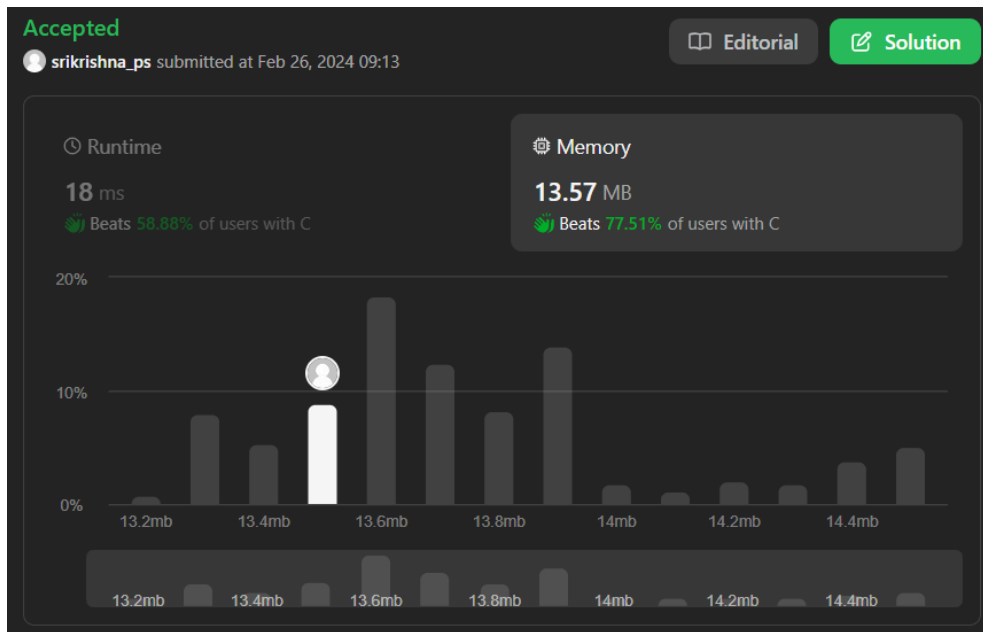 Accepted
Editorial
Solution
srikrishna_ps submitted at Feb 26, 2024 09:13
Runtime
Memory
18 ms
13.57 MB
Beats 58.88% of users with C
Beats 77.51% of users with C
20%
10%
0%
13.2mb 13.4mb 13.6mb 13.8mb 14mb 14.2mb 14.4mb
13.2mb 13.4mb 13.6mb 13.8mb 14mb 14.2mb 14.4mb